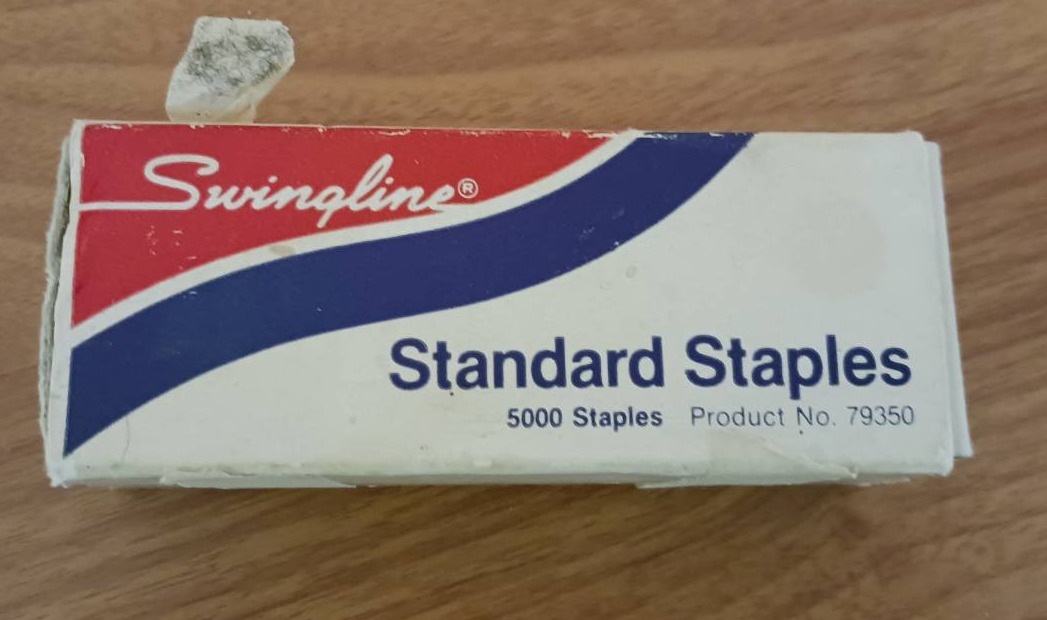 Swingline®
Standard Staples
5000 Staples Product No. 79350